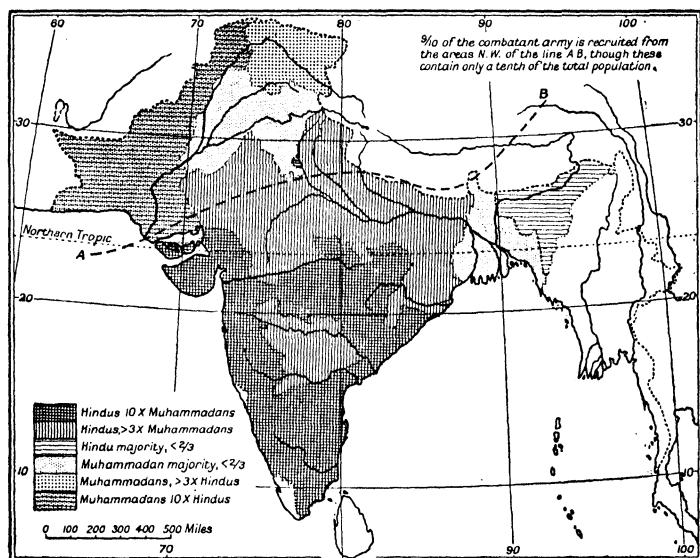 60
70
80
90
100
9/10 of the combatant army is recruited from
the areas N.W. of the line A B, though these
contain only a tenth of the total population.
B
30
30
Northern Tropic
A
20
20
Hindus 10 X Muhammadans
Hindus, >3X Muhammadans
Hindu majority, <2/3
Muhammadan majority, <2/3
Muhammadans, >3X Hindus
Muhammadans 10X Hindus
10
10
0 100 200 300 400 500 Miles
70
80
90
100